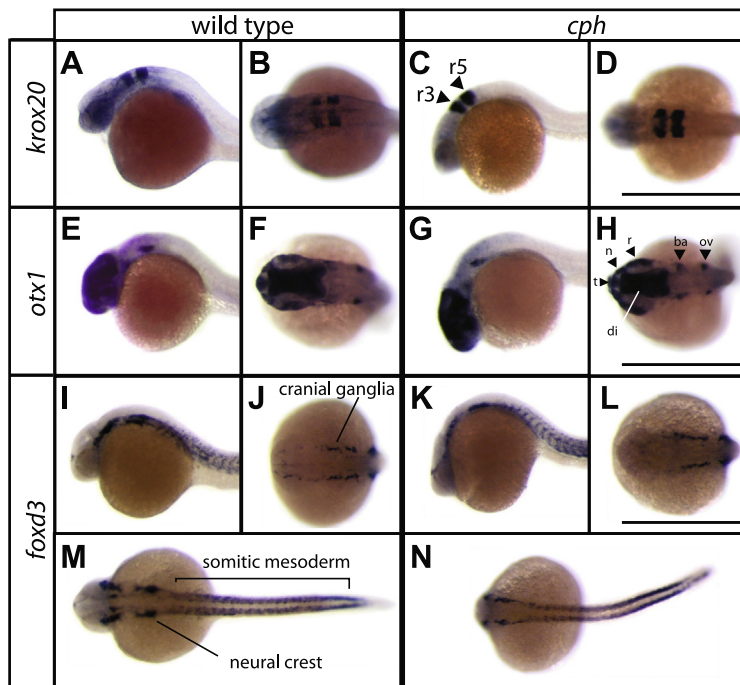 wild type cph
krox20
A B C D
r5
r3
otx1
E F G H
ba ov
r
n
t
di
foxd3
I J K L
cranial ganglia
M N
somitic mesoderm
neural crest